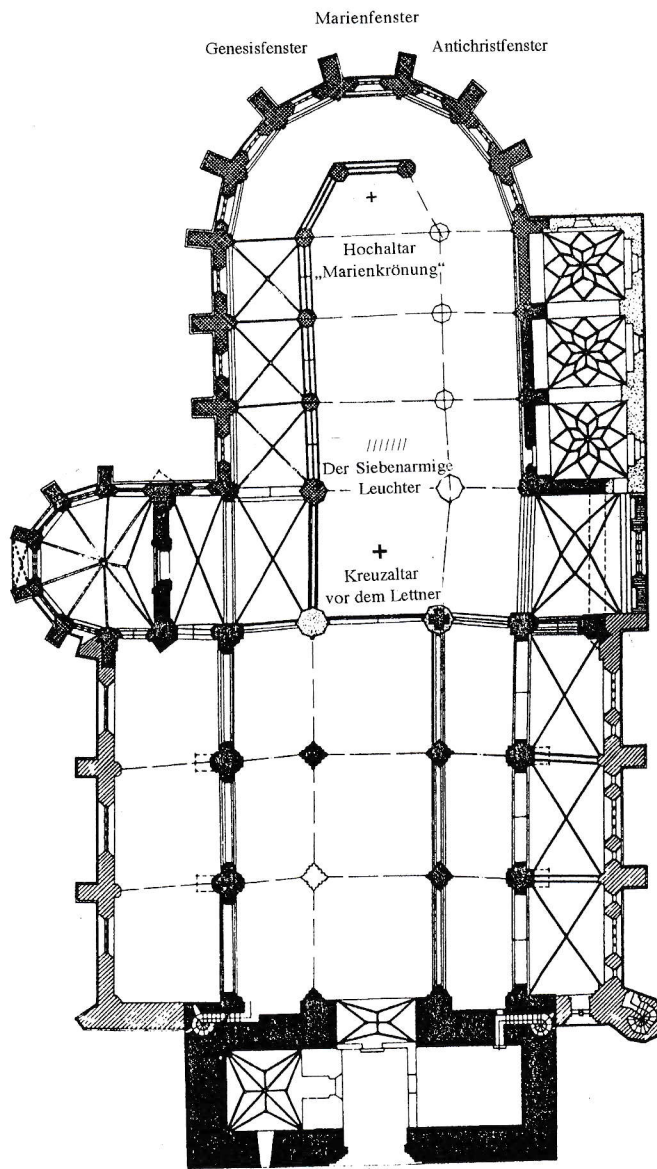 Marienfenster
Genesisfenster
Antichristfenster
Hochaltar
„Marienkrönung“
Der Siebenarmige
Leuchter
Kreuzaltar
vor dem Lettner